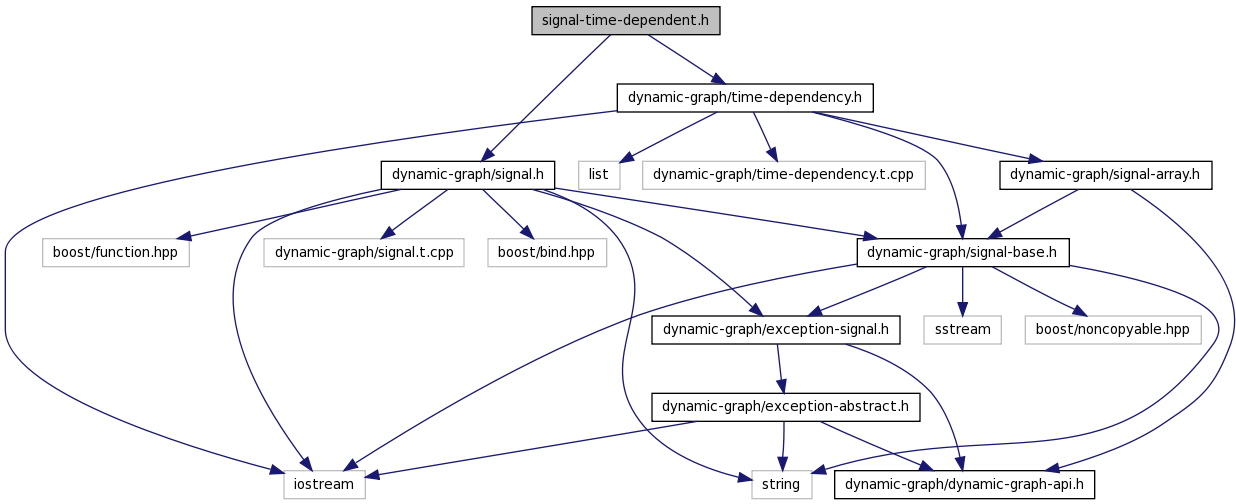 signal-time-dependent.h
dynamic-graph/time-dependency.h
dynamic-graph/signal.h
list
dynamic-graph/time-dependency.t.cpp
dynamic-graph/signal-array.h
boost/function.hpp
dynamic-graph/signal.t.cpp
boost/bind.hpp
dynamic-graph/signal-base.h
dynamic-graph/exception-signal.h
sstream
boost/noncopyable.hpp
dynamic-graph/exception-abstract.h
iostream
string
dynamic-graph/dynamic-graph-api.h